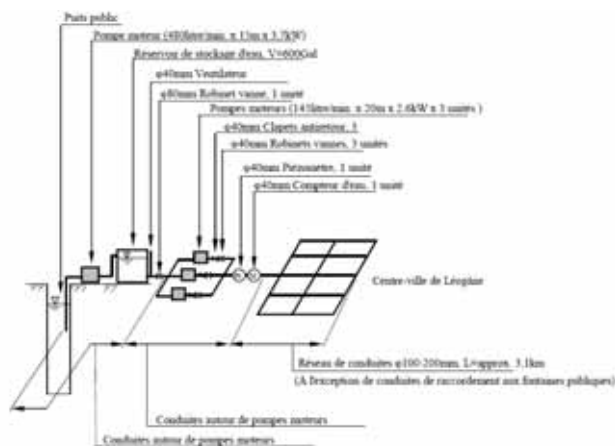 Puits public
Pompe moteur (480litre/min. x 15m x 3.7kW)
Réservoir de stockage d'eau, V=600Gal
φ40mm Ventilateur
φ80mm Robinet vanne, 1 unité
Pompes moteurs (143litre/min. x 20m x 2.6kW x 3 unités )
φ40mm Clapets antiretour, 3
φ40mm Robinets vannes, 3 unités
φ40mm Piézomètre, 1 unité
φ40mm Compteur d'eau, 1 unité
Centre-ville de Léogâne
Réseau de conduites φ100-200mm, L=approx. 3.1km
(A l'exception de conduites de raccordement aux fontaines publiques)
Conduites autour de pompes moteurs
Conduites autour de pompes moteurs